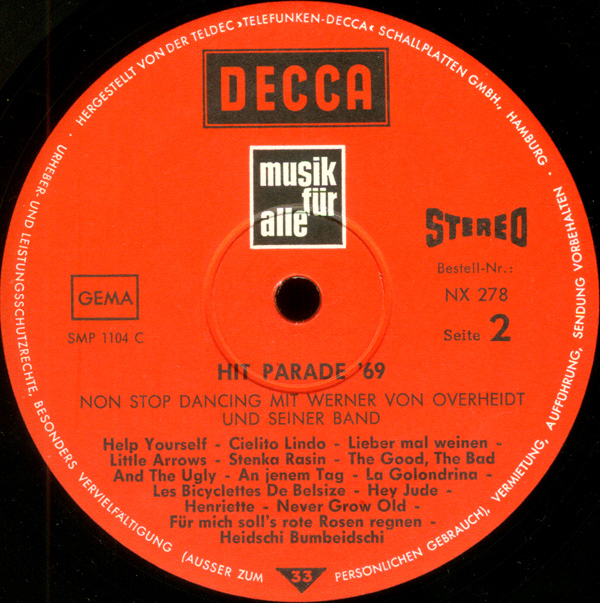 · HERGESTELLT VON DER TELDEC »TELEFUNKEN-DECCA« SCHALLPLATTEN GMBH., HAMBURG ·
URHEBER- UND LEISTUNGSSCHUTZRECHTE, BESONDERS VERVIELFÄLTIGUNG (AUSSER ZUM PERSÖNLICHEN GEBRAUCH), VERMIETUNG, AUFFÜHRUNG, SENDUNG VORBEHALTEN
DECCA
musik
für
alle
STEREO
Bestell-Nr.:
NX 278
Seite 2
GEMA
SMP 1104 C
HIT PARADE '69
NON STOP DANCING MIT WERNER VON OVERHEIDT
UND SEINER BAND
Help Yourself - Cielito Lindo - Lieber mal weinen -
Little Arrows - Stenka Rasin - The Good, The Bad
And The Ugly - An jenem Tag - La Golondrina -
Les Bicyclettes De Belsize - Hey Jude -
Henriette - Never Grow Old -
Für mich soll's rote Rosen regnen -
Heidschi Bumbeidschi
33